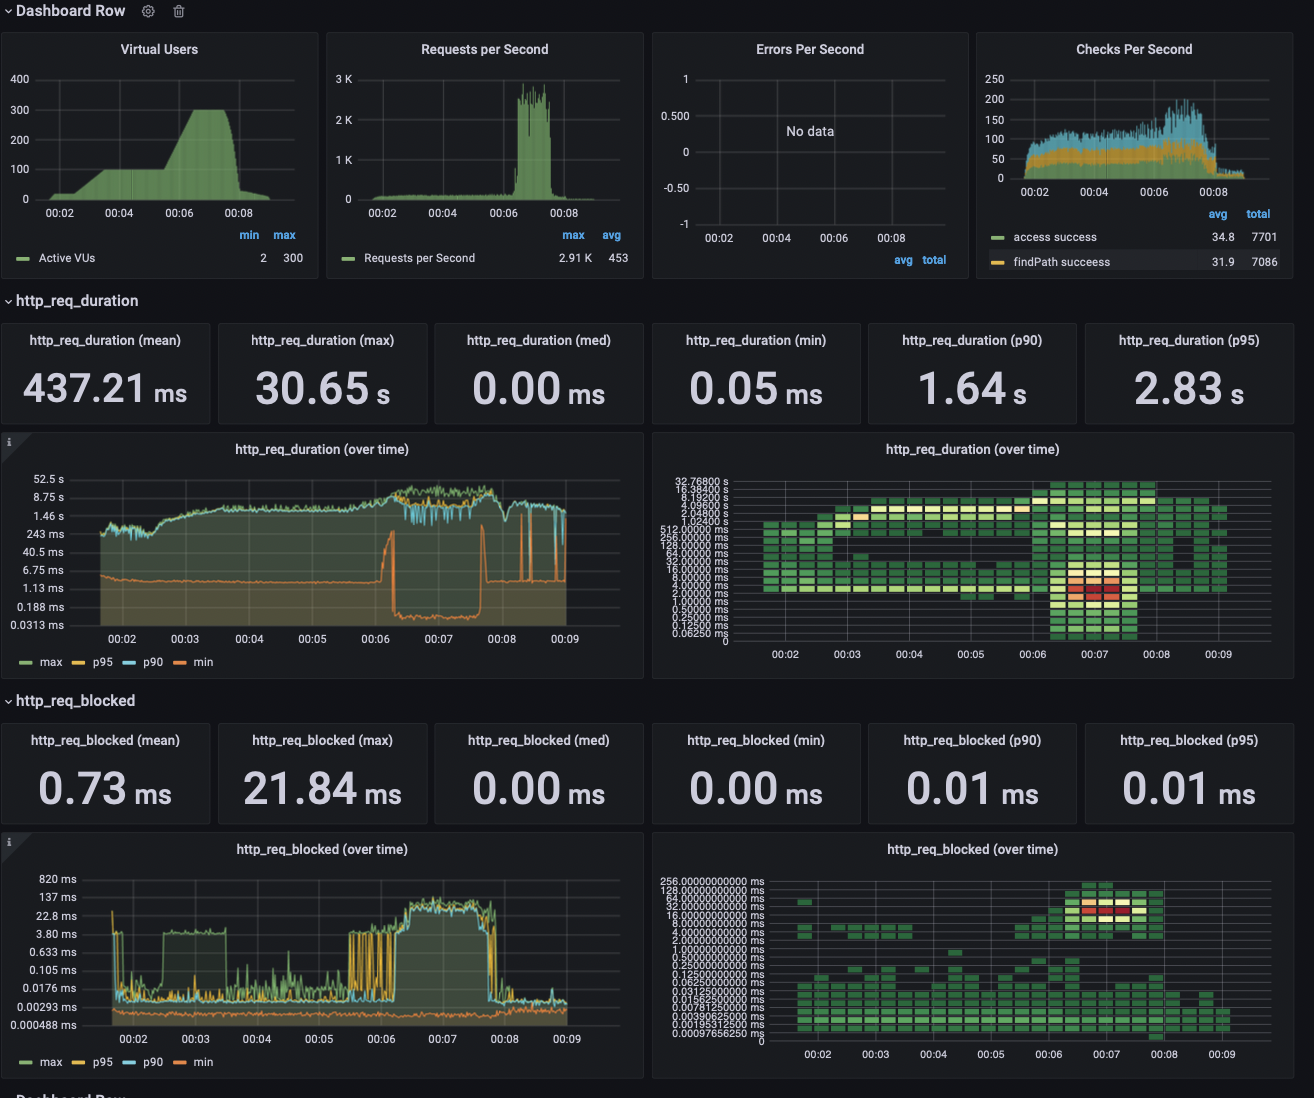 Dashboard Row
Virtual Users
400
300
200
100
0
00:02 00:04 00:06 00:08
min max
Active VUs 2 300
Requests per Second
3 K
2 K
1 K
0
00:02 00:04 00:06 00:08
max avg
Requests per Second 2.91 K 453
Errors Per Second
1
0.500
0
-0.50
-1
No data
00:02 00:04 00:06 00:08
avg total
Checks Per Second
250
200
150
100
50
0
00:02 00:04 00:06 00:08
avg total
access success 34.8 7701
findPath succeess 31.9 7086
http_req_duration
http_req_duration (mean)
437.21 ms
http_req_duration (max)
30.65 s
http_req_duration (med)
0.00 ms
http_req_duration (min)
0.05 ms
http_req_duration (p90)
1.64 s
http_req_duration (p95)
2.83 s
i
http_req_duration (over time)
52.5 s
8.75 s
1.46 s
243 ms
40.5 ms
6.75 ms
1.13 ms
0.188 ms
0.0313 ms
00:02 00:03 00:04 00:05 00:06 00:07 00:08 00:09
max p95 p90 min
http_req_duration (over time)
32.76800 s
16.38400 s
8.19200 s
4.09600 s
2.04800 s
1.02400 s
512.00000 ms
256.00000 ms
128.00000 ms
64.00000 ms
32.00000 ms
16.00000 ms
8.00000 ms
4.00000 ms
2.00000 ms
1.00000 ms
0.50000 ms
0.25000 ms
0.12500 ms
0.06250 ms
0
00:02 00:03 00:04 00:05 00:06 00:07 00:08 00:09
http_req_blocked
http_req_blocked (mean)
0.73 ms
http_req_blocked (max)
21.84 ms
http_req_blocked (med)
0.00 ms
http_req_blocked (min)
0.00 ms
http_req_blocked (p90)
0.01 ms
http_req_blocked (p95)
0.01 ms
i
http_req_blocked (over time)
820 ms
137 ms
22.8 ms
3.80 ms
0.633 ms
0.105 ms
0.0176 ms
0.00293 ms
0.000488 ms
00:02 00:03 00:04 00:05 00:06 00:07 00:08 00:09
max p95 p90 min
http_req_blocked (over time)
256.00000000000 ms
128.00000000000 ms
64.00000000000 ms
32.00000000000 ms
16.00000000000 ms
8.00000000000 ms
4.00000000000 ms
2.00000000000 ms
1.00000000000 ms
0.50000000000 ms
0.25000000000 ms
0.12500000000 ms
0.06250000000 ms
0.03125000000 ms
0.01562500000 ms
0.00781250000 ms
0.00390625000 ms
0.00195312500 ms
0.00097656250 ms
0
00:02 00:03 00:04 00:05 00:06 00:07 00:08 00:09